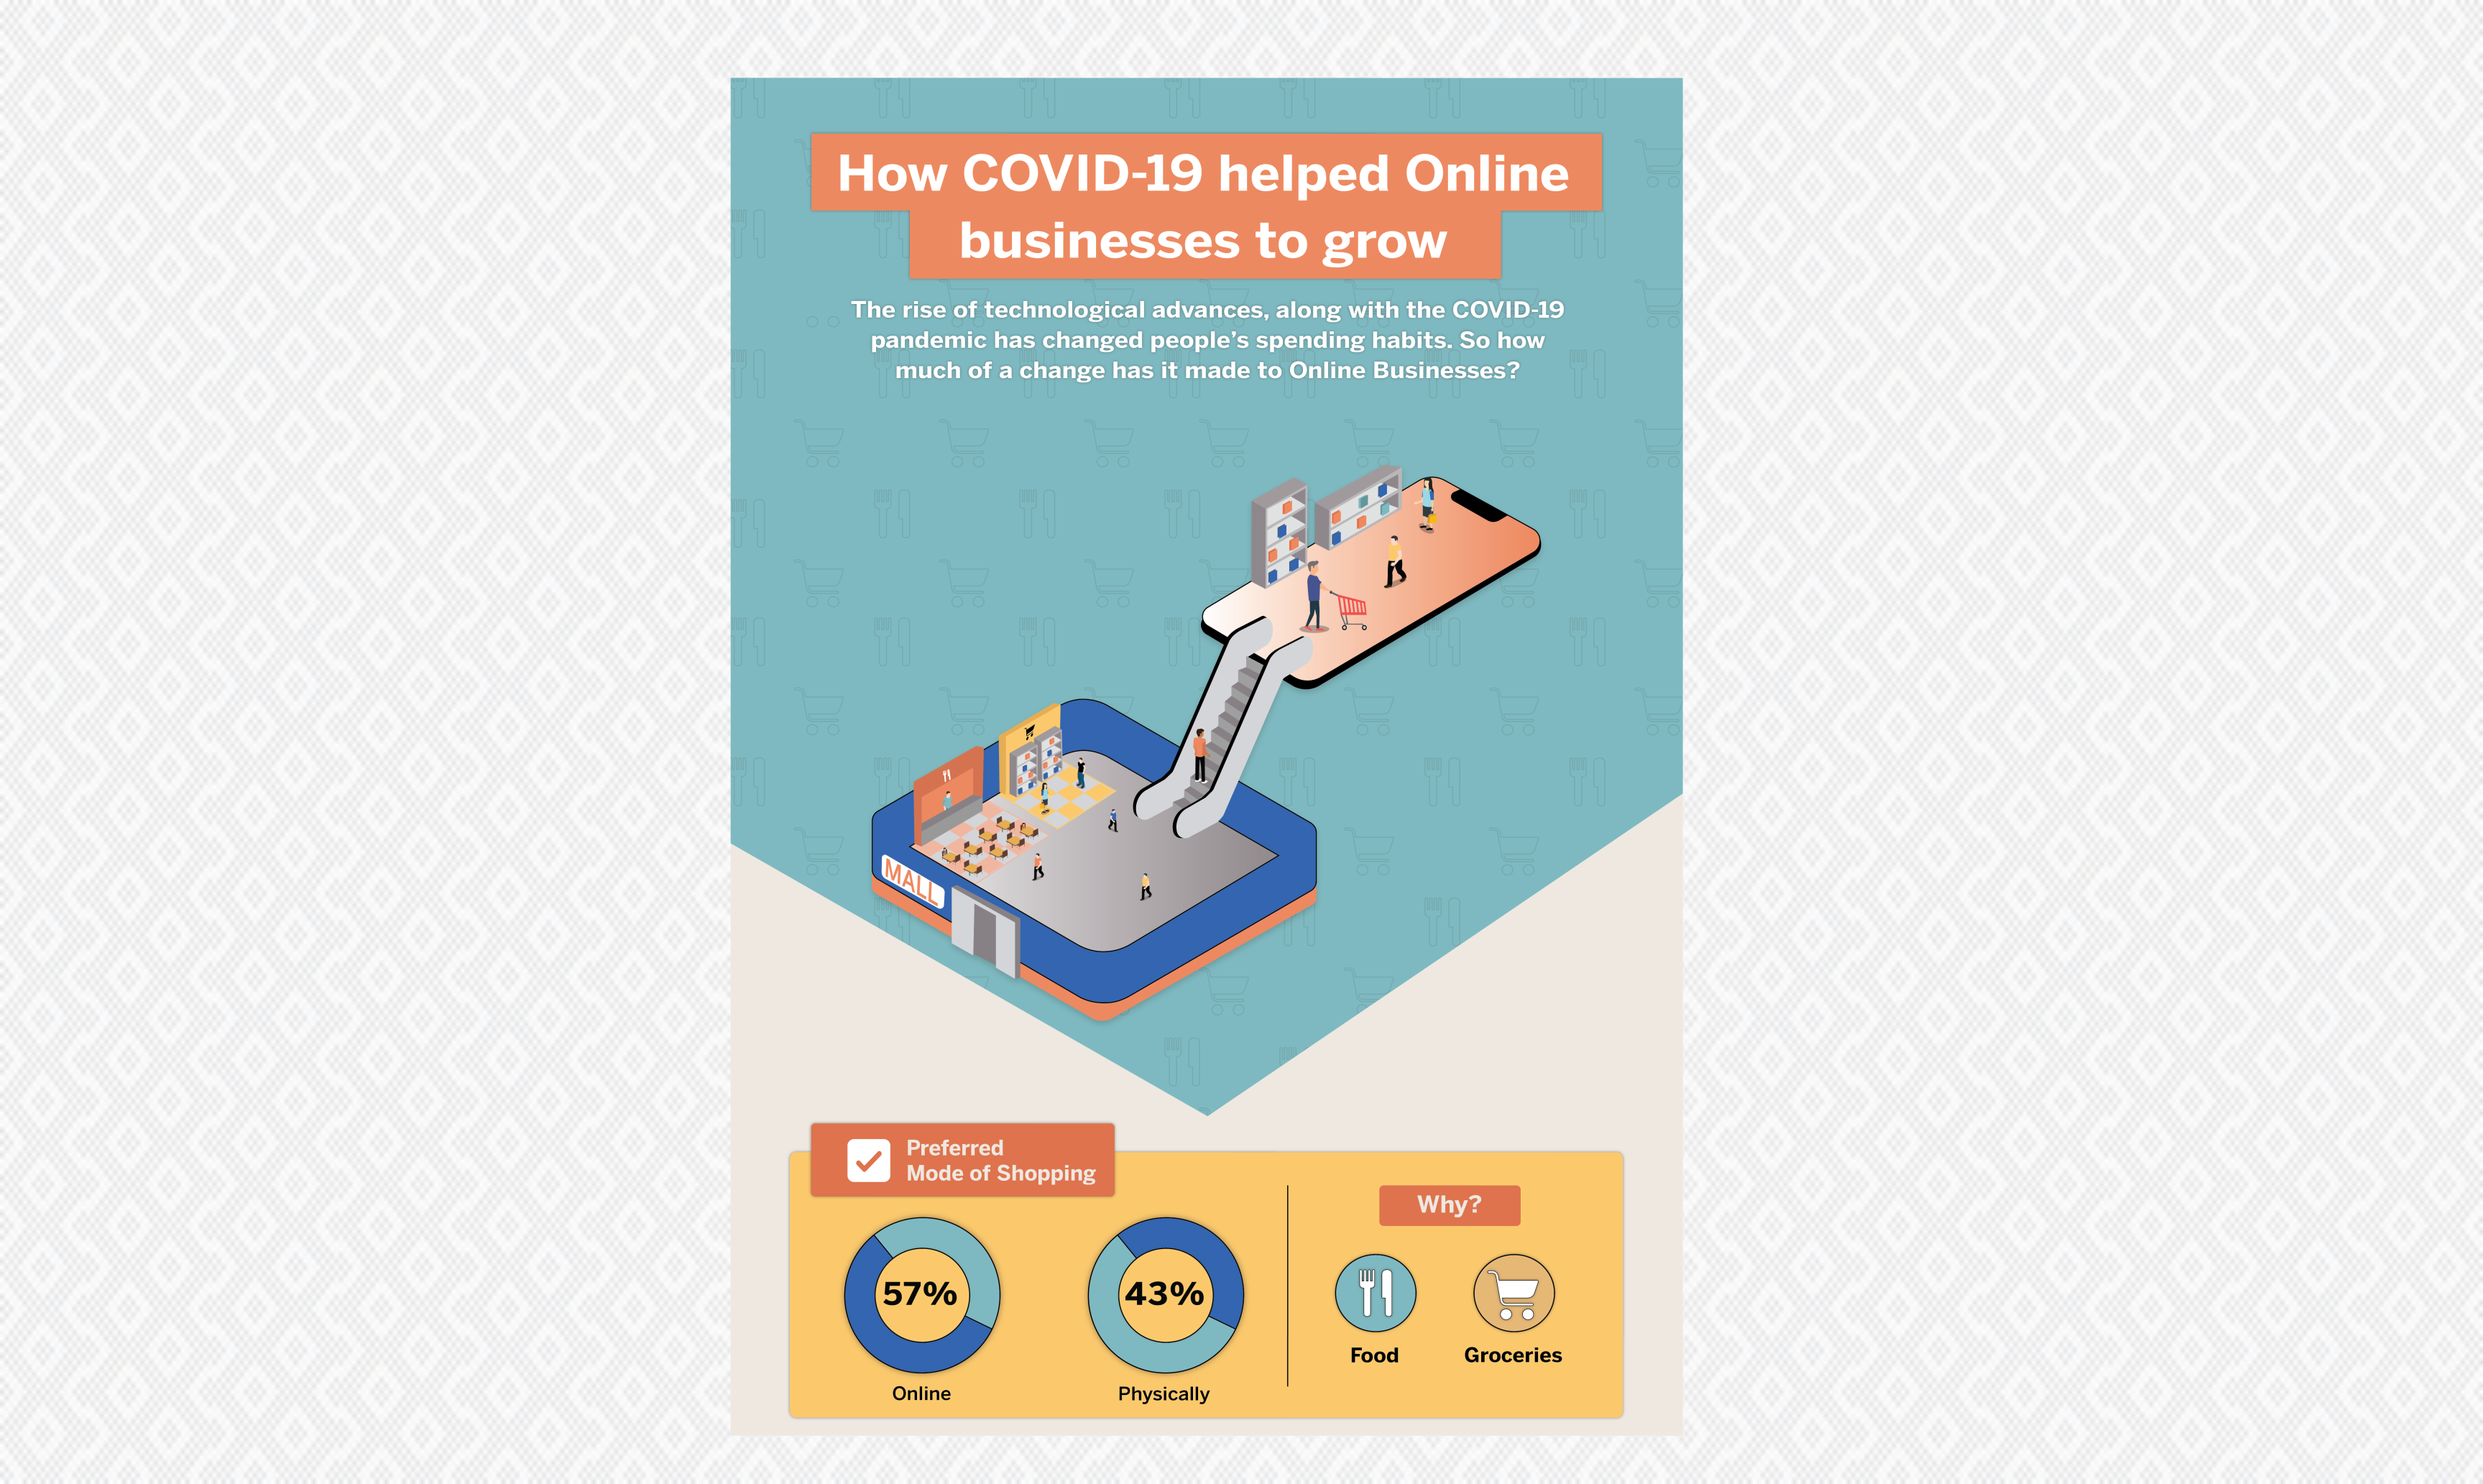 How COVID-19 helped Online
businesses to grow
The rise of technological advances, along with the COVID-19
pandemic has changed people’s spending habits. So how
much of a change has it made to Online Businesses?
MALL
Preferred
Mode of Shopping
57%
Online
43%
Physically
Why?
Food
Groceries